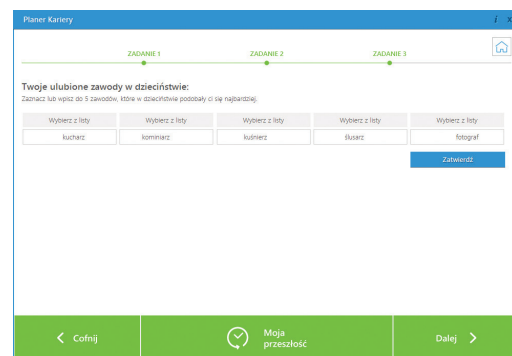 Planer Kariery i X
ZADANIE 1 ZADANIE 2 ZADANIE 3
Twoje ulubione zawody w dzieciństwie:
Zaznacz lub wpisz do 5 zawodów, które w dzieciństwie podobały ci się najbardziej.
Wybierz z listy Wybierz z listy Wybierz z listy Wybierz z listy Wybierz z listy
kucharz kominiarz kuśnierz ślusarz fotograf
Zatwierdź
Cofnij Moja przeszłość Dalej